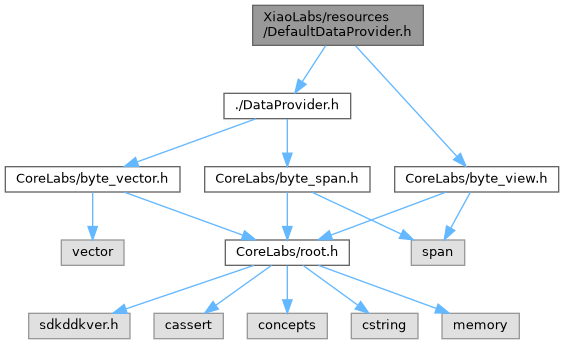 XiaoLabs/resources
/DefaultDataProvider.h
./DataProvider.h
CoreLabs/byte_vector.h
CoreLabs/byte_span.h
CoreLabs/byte_view.h
vector
CoreLabs/root.h
span
sdkddkver.h
cassert
concepts
cstring
memory